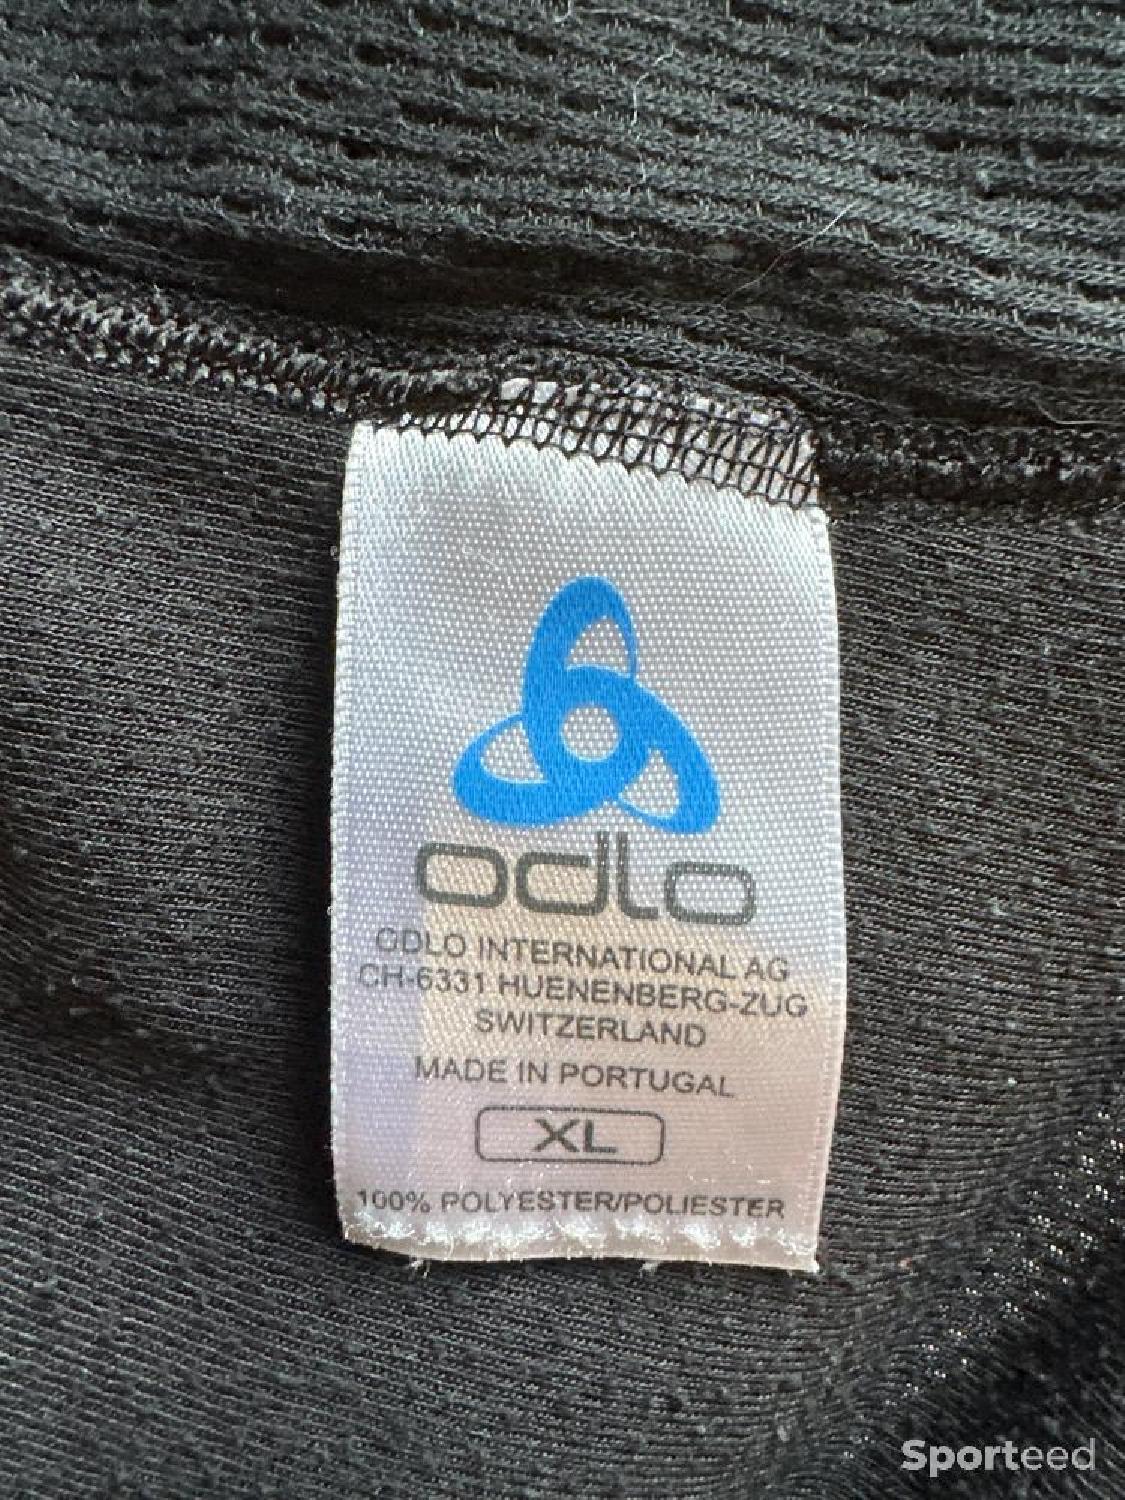 odlo
ODLO INTERNATIONAL AG
CH-6331 HUENENBERG-ZUG
SWITZERLAND
MADE IN PORTUGAL
XL
100% POLYESTER/POLIESTER
Sporteed